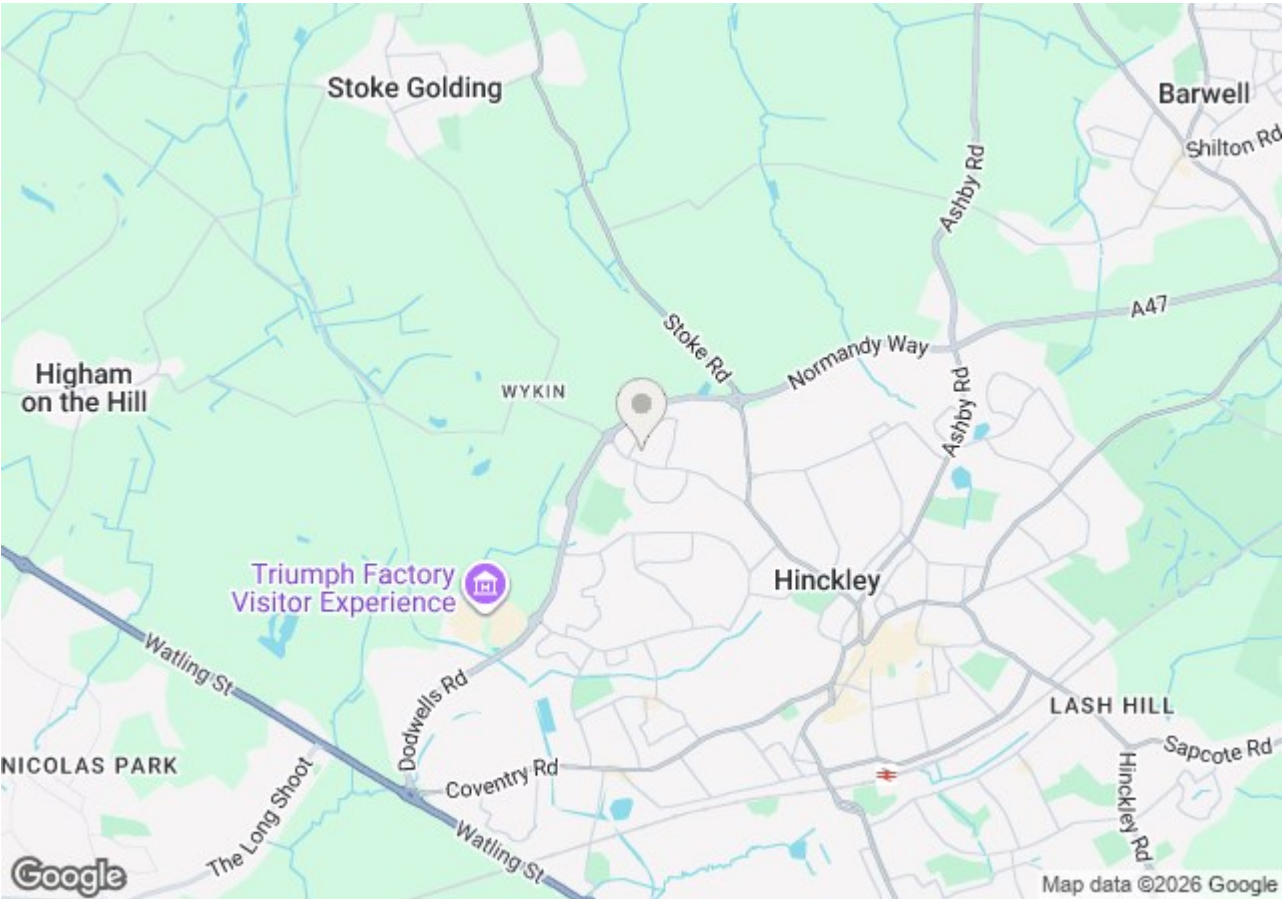 Stoke Golding
Barwell
Shilton Rd
Ashby Rd
A47
Stoke Rd
Normandy Way
Higham
on the Hill
WYKIN
Ashby Rd
Triumph Factory
Visitor Experience
Hinckley
Watling St
Dodwells Rd
LASH HILL
NICOLAS PARK
Sapcote Rd
Coventry Rd
The Long Shoot
Hinckley Rd
Watling St
Google
Map data ©2026 Google